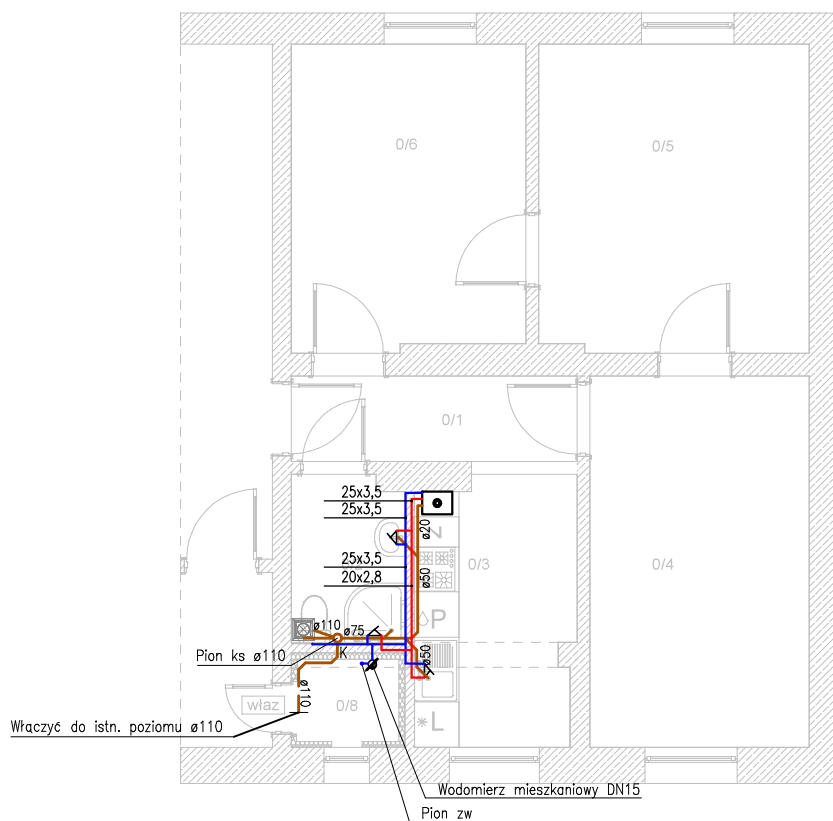 0/6
0/5
0/1
25x3,5
25x3,5
ø20
Z
25x3,5
20x2,8
ø50
0/3
0/4
P
ø110
ø75
Pion ks ø110
K
ø50
ø110
właz
0/8
*L
Włączyć do istn. poziomu ø110
Wodomierz mieszkaniowy DN15
Pion zw